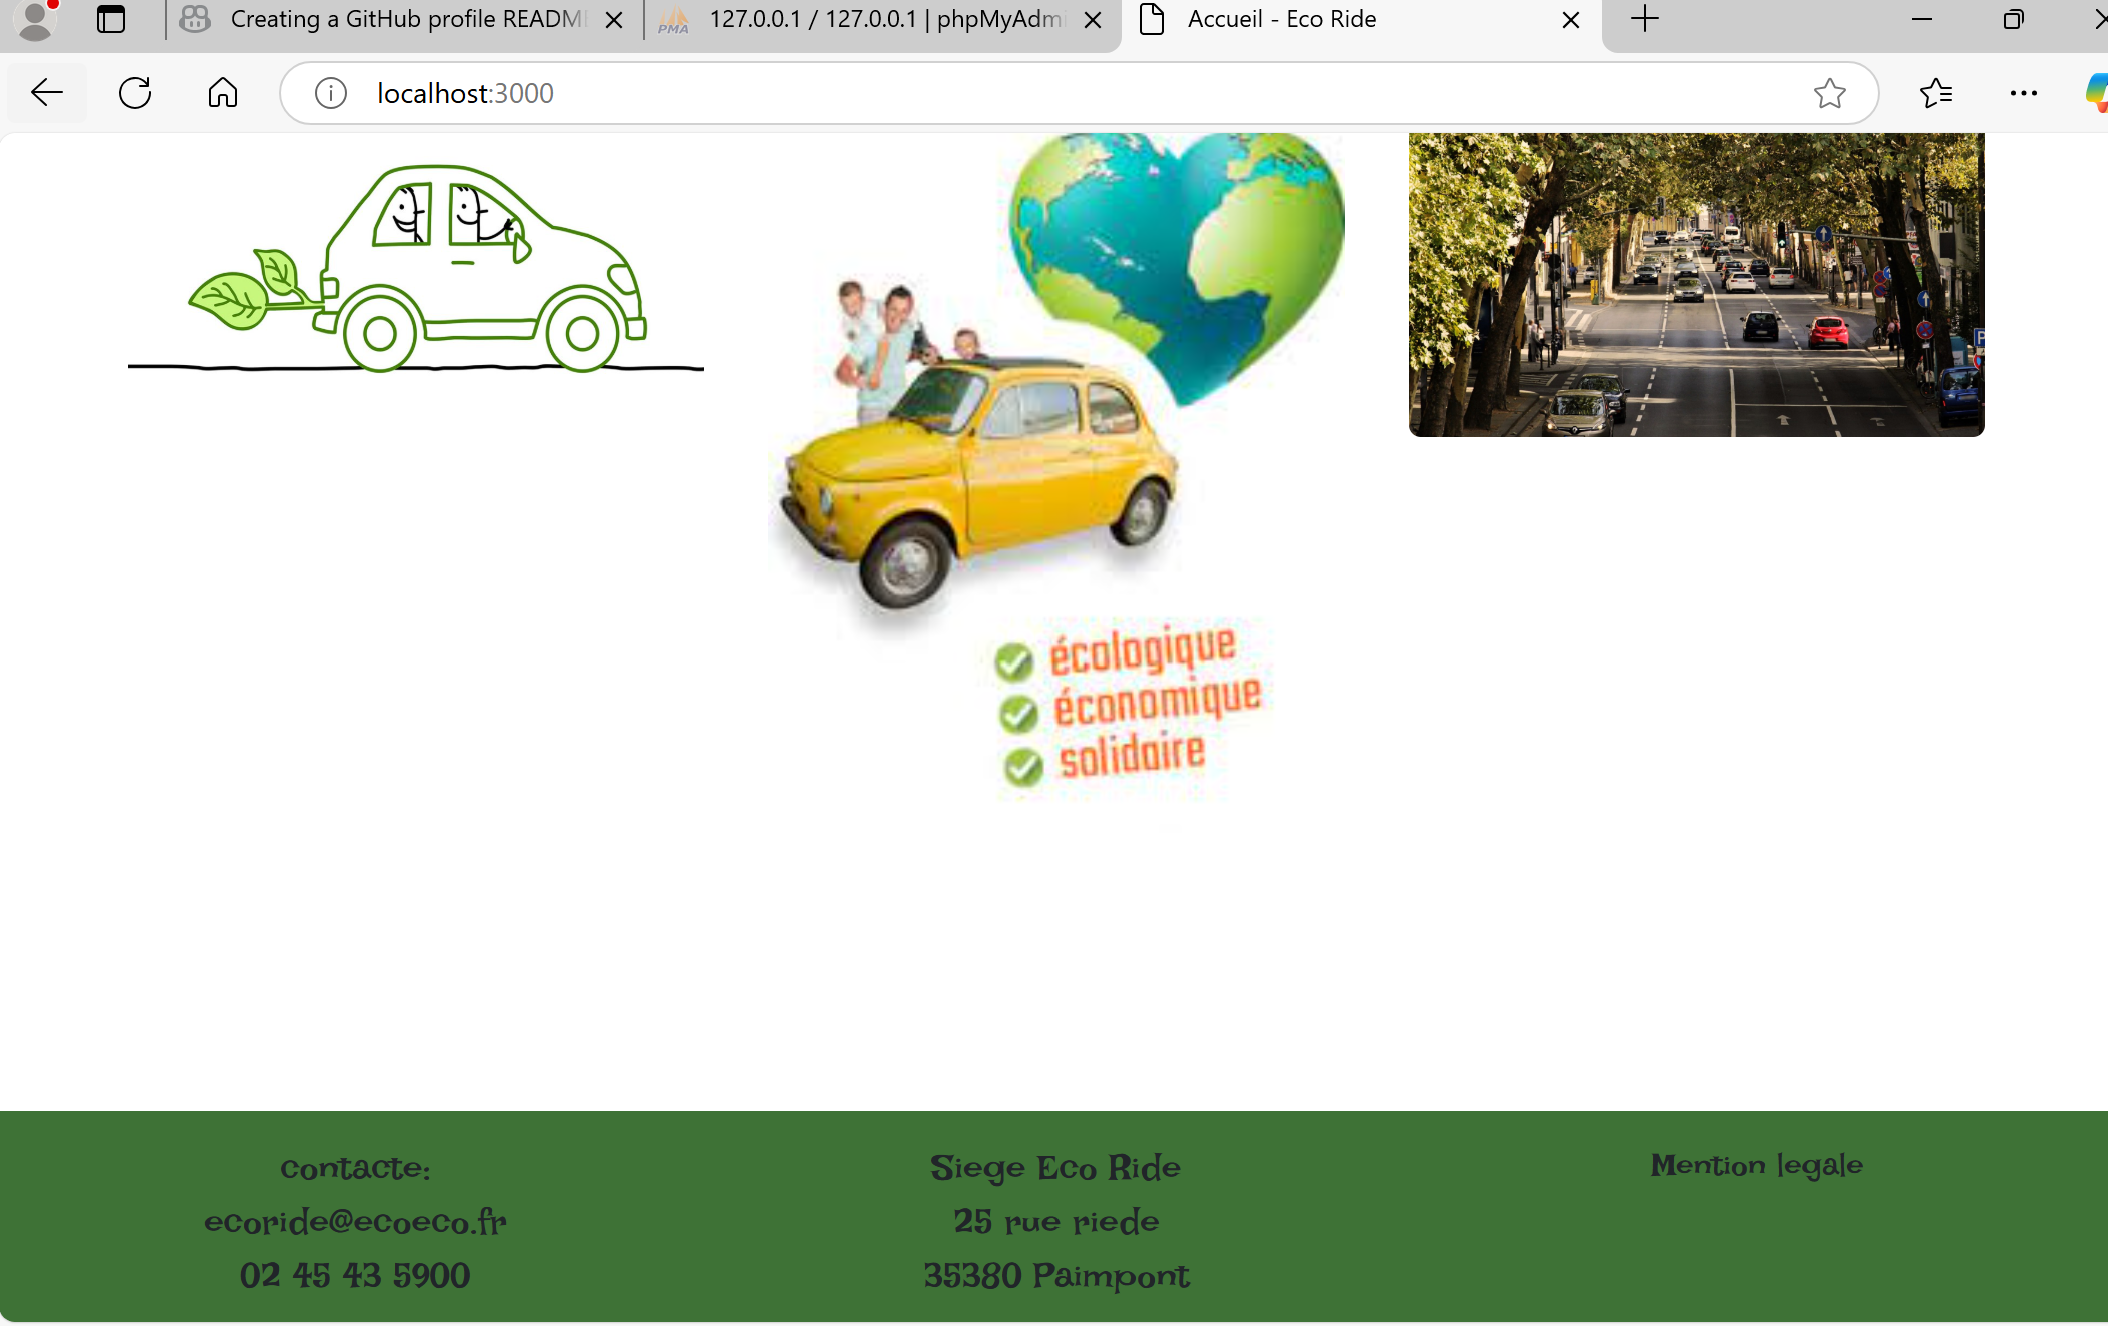 Creating a GitHub profile READM
127.0.0.1 / 127.0.0.1 | phpMyAdmi
Accueil - Eco Ride
localhost:3000
écologique
économique
solidaire
contacte:
ecoride@ecoeco.fr
02 45 43 5900
Siege Eco Ride
25 rue riede
35380 Paimpont
Mention legale
PMA